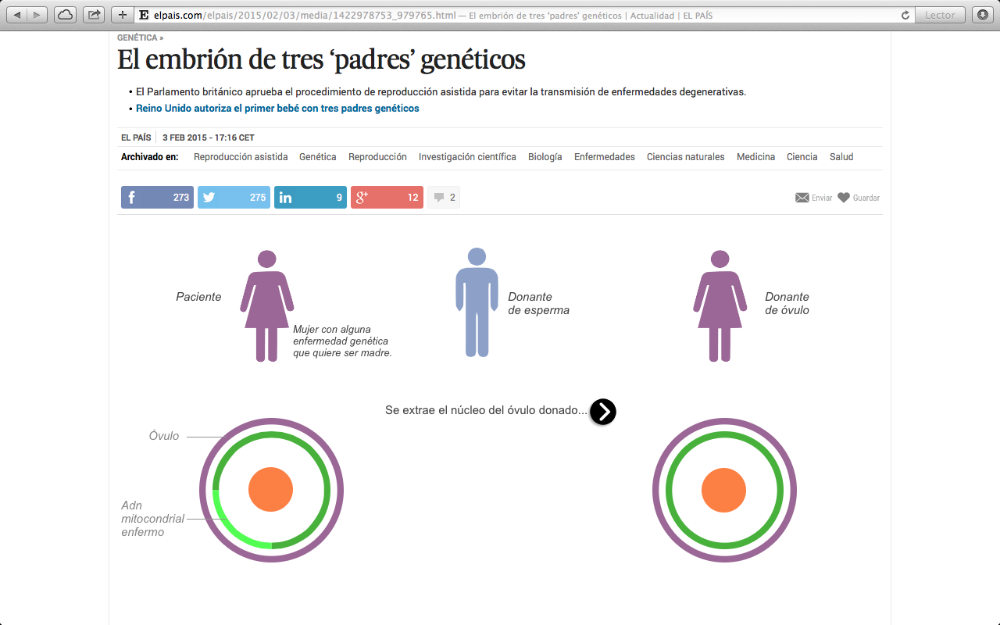 elpais.com/elpais/2015/02/03/media/1422978753_979765.html — El embrión de tres ‘padres’ genéticos | Actualidad | EL PAÍS
Lector
GENÉTICA »
El embrión de tres ‘padres’ genéticos
• El Parlamento británico aprueba el procedimiento de reproducción asistida para evitar la transmisión de enfermedades degenerativas.
• Reino Unido autoriza el primer bebé con tres padres genéticos
EL PAÍS 3 FEB 2015 - 17:16 CET
Archivado en: Reproducción asistida Genética Reproducción Investigación científica Biología Enfermedades Ciencias naturales Medicina Ciencia Salud
f 273 275 in 9 g+ 12 2 Enviar Guardar
Paciente
Mujer con alguna
enfermedad genética
que quiere ser madre.
Donante
de esperma
Donante
de óvulo
Se extrae el núcleo del óvulo donado...
Óvulo
Adn
mitocondrial
enfermo